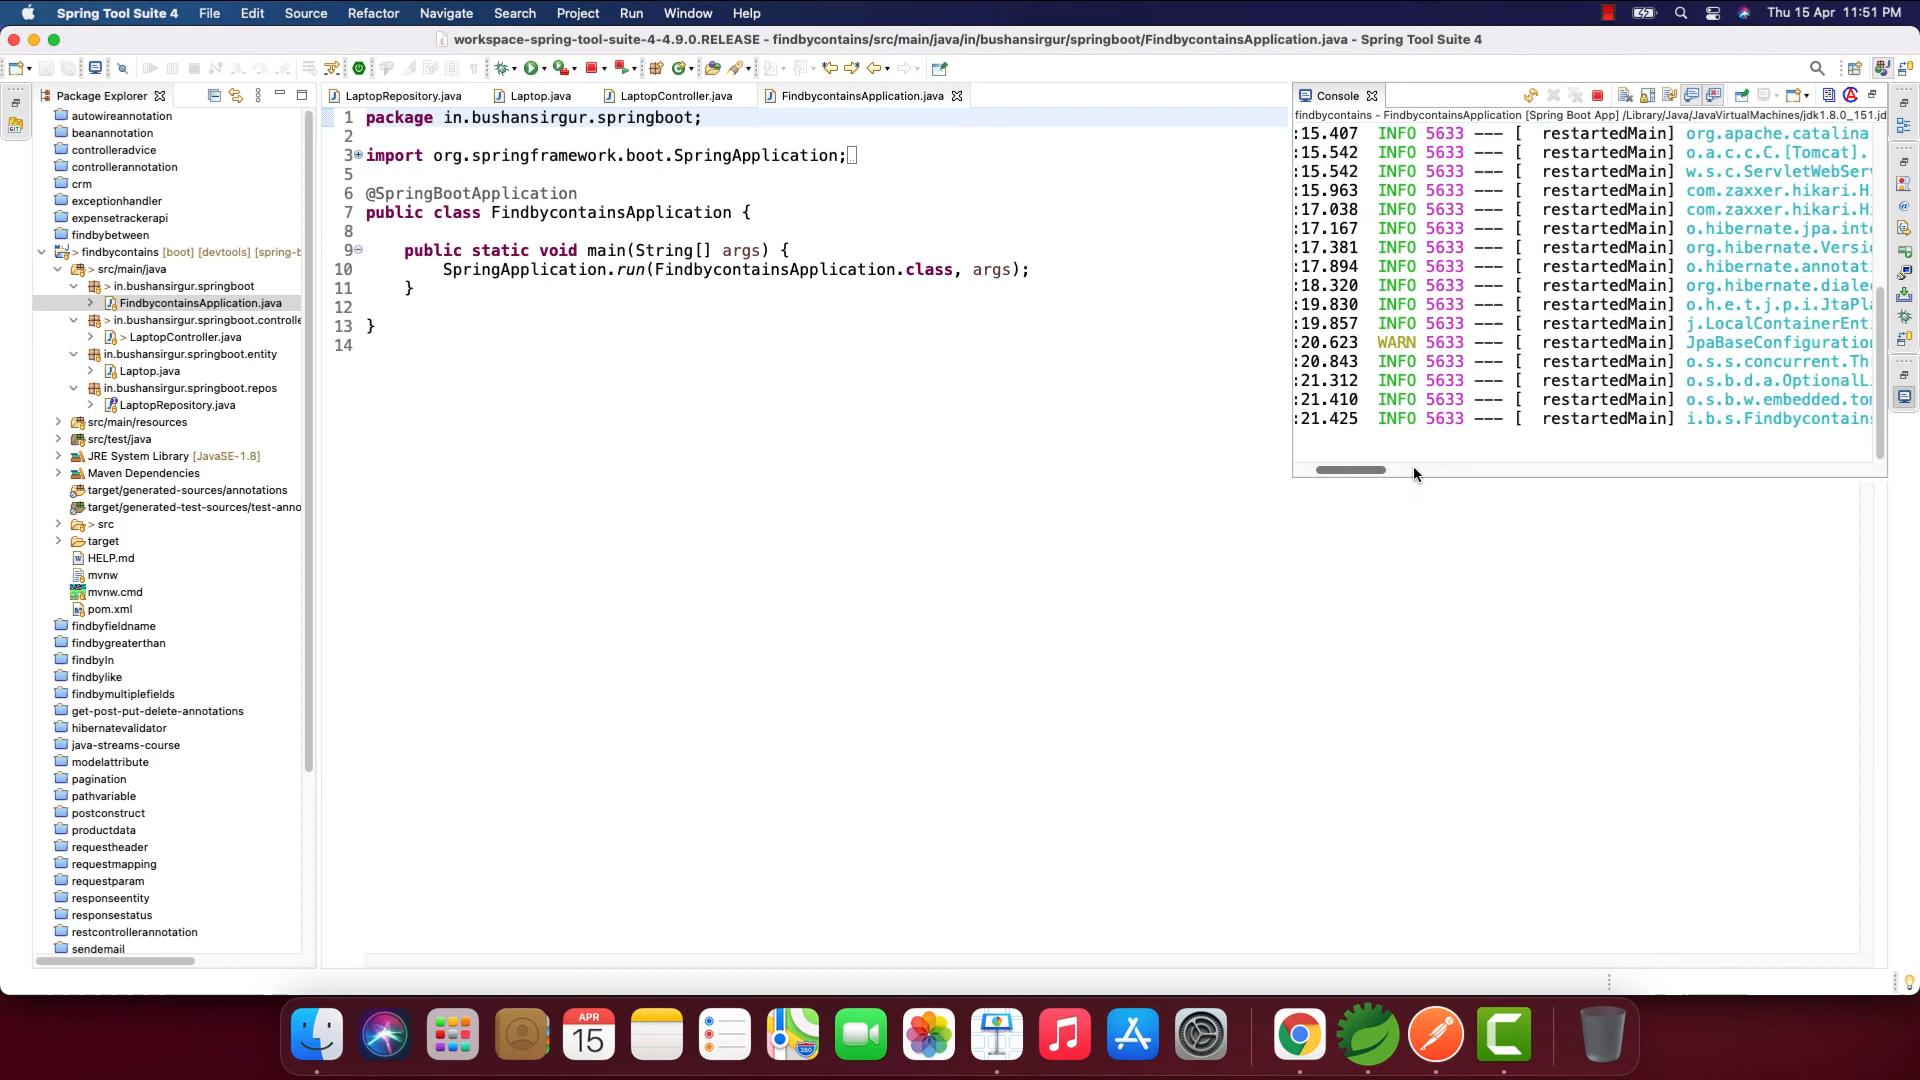 Spring Tool Suite 4 File Edit Source Refactor Navigate Search Project Run Window Help Thu 15 Apr 11:51 PM
workspace-spring-tool-suite-4-4.9.0.RELEASE - findbycontains/src/main/java/in/bushansirgur/springboot/FindbycontainsApplication.java - Spring Tool Suite 4
Package Explorer
autowireannotation
beanannotation
controlleradvice
controllerannotation
crm
exceptionhandler
expensetrackerapi
findbybetween
findbycontains [boot] [devtools] [spring-b
> src/main/java
> in.bushansirgur.springboot
FindbycontainsApplication.java
> in.bushansirgur.springboot.controlle
> LaptopController.java
in.bushansirgur.springboot.entity
Laptop.java
in.bushansirgur.springboot.repos
LaptopRepository.java
src/main/resources
src/test/java
JRE System Library [JavaSE-1.8]
Maven Dependencies
target/generated-sources/annotations
target/generated-test-sources/test-anno
> src
target
HELP.md
mvnw
mvnw.cmd
pom.xml
findbyfieldname
findbygreaterthan
findbyIn
findbylike
findbymultiplefields
get-post-put-delete-annotations
hibernatevalidator
java-streams-course
modelattribute
pagination
pathvariable
postconstruct
productdata
requestheader
requestmapping
requestparam
responseentity
responsestatus
restcontrollerannotation
sendemail
LaptopRepository.java Laptop.java LaptopController.java FindbycontainsApplication.java
1 package in.bushansirgur.springboot;
2
3 import org.springframework.boot.SpringApplication;
5
6 @SpringBootApplication
7 public class FindbycontainsApplication {
8
9 public static void main(String[] args) {
10 SpringApplication.run(FindbycontainsApplication.class, args);
11 }
12
13 }
14
Console
findbycontains - FindbycontainsApplication [Spring Boot App] /Library/Java/JavaVirtualMachines/jdk1.8.0_151.jd
:15.407 INFO 5633 --- [ restartedMain] org.apache.catalina
:15.542 INFO 5633 --- [ restartedMain] o.a.c.c.C.[Tomcat].
:15.542 INFO 5633 --- [ restartedMain] w.s.c.ServletWebSer
:15.963 INFO 5633 --- [ restartedMain] com.zaxxer.hikari.H
:17.038 INFO 5633 --- [ restartedMain] com.zaxxer.hikari.H
:17.167 INFO 5633 --- [ restartedMain] o.hibernate.jpa.int
:17.381 INFO 5633 --- [ restartedMain] org.hibernate.Versi
:17.894 INFO 5633 --- [ restartedMain] o.hibernate.annotat
:18.320 INFO 5633 --- [ restartedMain] org.hibernate.diale
:19.830 INFO 5633 --- [ restartedMain] o.h.e.t.j.p.i.JtaPl
:19.857 INFO 5633 --- [ restartedMain] j.LocalContainerEnt
:20.623 WARN 5633 --- [ restartedMain] JpaBaseConfiguration
:20.843 INFO 5633 --- [ restartedMain] o.s.s.concurrent.Th
:21.312 INFO 5633 --- [ restartedMain] o.s.b.d.a.OptionalL
:21.410 INFO 5633 --- [ restartedMain] o.s.b.w.embedded.tom
:21.425 INFO 5633 --- [ restartedMain] i.b.s.Findbycontains
APR
15